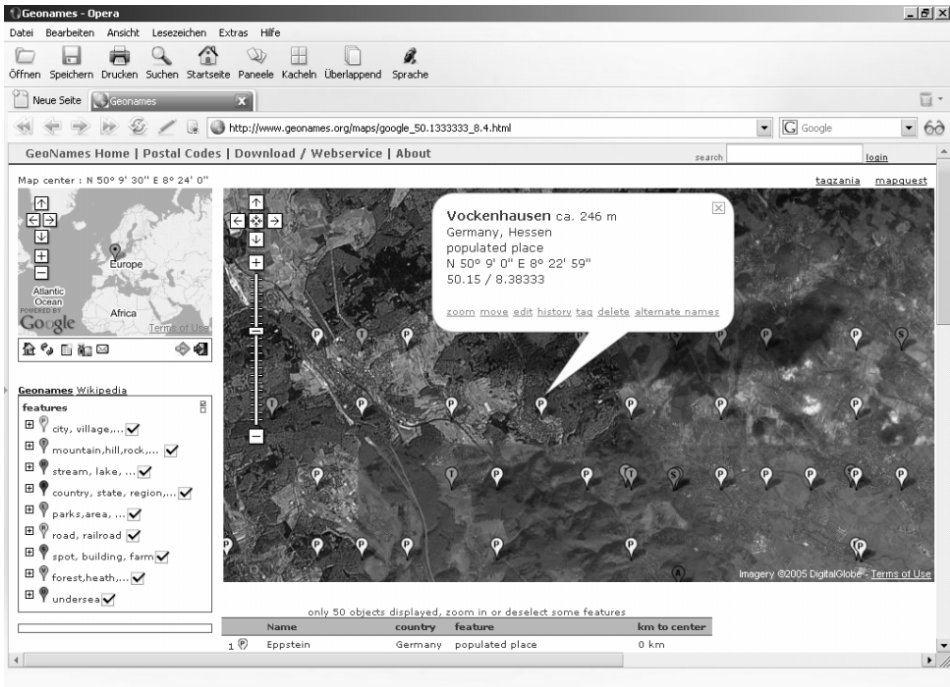 Geonames - Opera
Datei Bearbeiten Ansicht Lesezeichen Extras Hilfe
Öffnen Speichern Drucken Suchen Startseite Paneele Kacheln Überlappend Sprache
Neue Seite Geonames
http://www.geonames.org/maps/google_50.1333333_8.4.html
G Google
GeoNames Home | Postal Codes | Download / Webservice | About
search login
Map center : N 50º 9' 30'' E 8º 24' 0''
tagzania mapquest
Europe
Atlantic
Ocean
Africa
POWERED BY
Google
Terms of Use
Vockenhausen ca. 246 m
Germany, Hessen
populated place
N 50º 9' 0'' E 8º 22' 59''
50.15 / 8.38333
zoom move edit history tag delete alternate names
Geonames Wikipedia
features
city, village,...
mountain,hill,rock,...
stream, lake, ...
country, state, region,...
parks,area, ...
road, railroad
spot, building, farm
forest,heath,...
undersea
P T P P P P P S
T P P P P P
P P P T P T S P P P P
P P P P P P
A
Imagery ©2005 DigitalGlobe - Terms of Use
only 50 objects displayed, zoom in or deselect some features
Name country feature km to center
1 P Eppstein Germany populated place 0 km